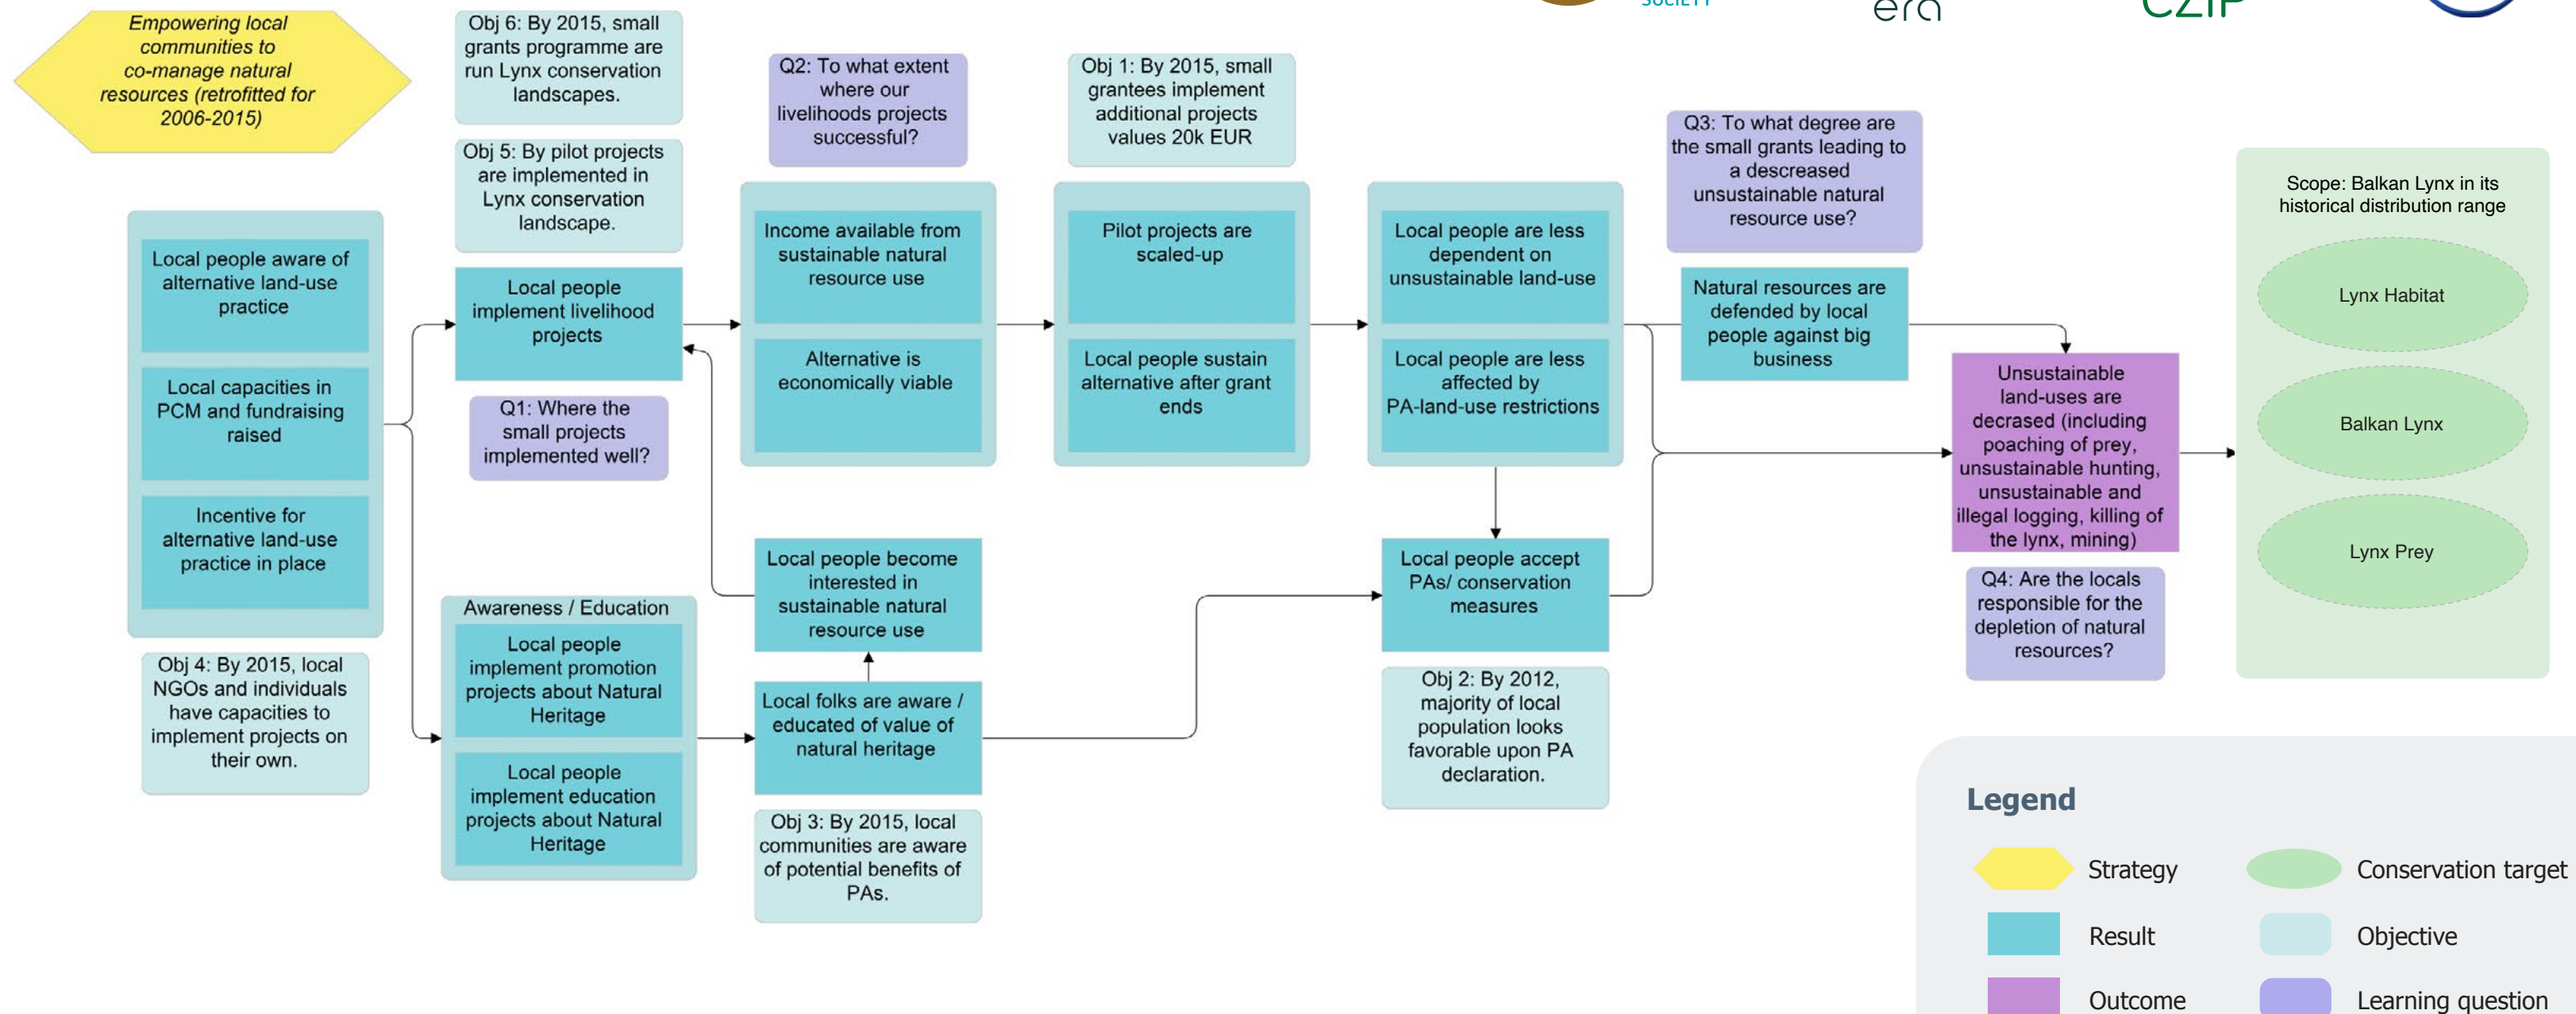 Empowering local
communities to
co-manage natural
resources (retrofitted for
2006-2015)
Obj 6: By 2015, small
grants programme are
run Lynx conservation
landscapes.
Obj 5: By pilot projects
are implemented in
Lynx conservation
landscape.
Q2: To what extent
where our
livelihoods projects
successful?
Obj 1: By 2015, small
grantees implement
additional projects
values 20k EUR
Q3: To what degree are
the small grants leading to
a descreased
unsustainable natural
resource use?
SOCIETY
era
CZIP
Local people aware of
alternative land-use
practice
Local capacities in
PCM and fundraising
raised
Incentive for
alternative land-use
practice in place
Obj 4: By 2015, local
NGOs and individuals
have capacities to
implement projects on
their own.
Local people
implement livelihood
projects
Q1: Where the
small projects
implemented well?
Awareness / Education
Local people
implement promotion
projects about Natural
Heritage
Local people
implement education
projects about Natural
Heritage
Income available from
sustainable natural
resource use
Alternative is
economically viable
Local people become
interested in
sustainable natural
resource use
Local folks are aware /
educated of value of
natural heritage
Obj 3: By 2015, local
communities are aware
of potential benefits of
PAs.
Pilot projects are
scaled-up
Local people sustain
alternative after grant
ends
Local people are less
dependent on
unsustainable land-use
Local people are less
affected by
PA-land-use restrictions
Local people accept
PAs/ conservation
measures
Obj 2: By 2012,
majority of local
population looks
favorable upon PA
declaration.
Natural resources are
defended by local
people against big
business
Unsustainable
land-uses are
decrased (including
poaching of prey,
unsustainable hunting,
unsustainable and
illegal logging, killing of
the lynx, mining)
Q4: Are the locals
responsible for the
depletion of natural
resources?
Scope: Balkan Lynx in its
historical distribution range
Lynx Habitat
Balkan Lynx
Lynx Prey
Legend
Strategy
Conservation target
Result
Objective
Outcome
Learning question